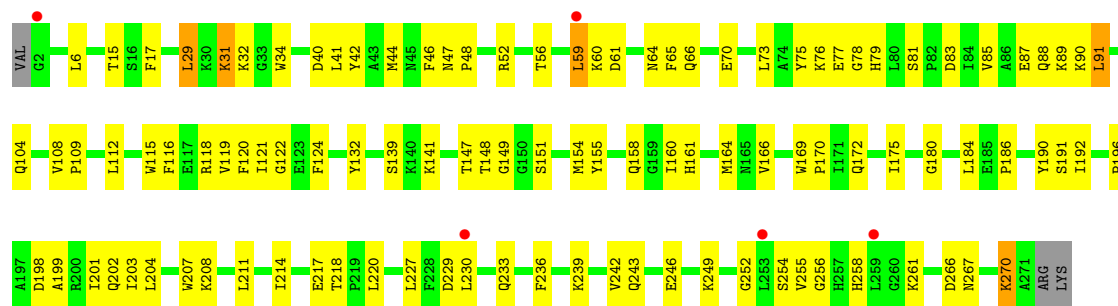 VAL G2 L6 T15 S16 F17 L29 K30 K31 K32 G33 W34 D40 L41 Y42 A43 M44 N45 F46 N47 P48 R52 T56 L59 K60 D61 N64 F65 Q66 E70 L73 A74 Y75 K76 E77 G78 H79 L80 S81 P82 D83 I84 V85 A86 E87 Q88 K89 K90 L91
Q104 V108 P109 L112 W115 F116 E117 R118 V119 F120 I121 G122 E123 F124 Y132 S139 K140 K141 T147 T148 G149 G150 S151 M154 Y155 Q158 G159 I160 H161 M164 N165 V166 W169 P170 I171 Q172 I175 G180 L184 E185 P186 Y190 S191 I192
A197 D198 A199 R200 I201 Q202 I203 L204 W207 K208 L211 I214 E217 T218 P219 L220 L227 F228 D229 L230 Q233 F236 K239 V242 Q243 E246 K249 G252 L253 S254 V255 G256 H257 H258 L259 G260 K261 D266 N267 K270 A271 ARG LYS